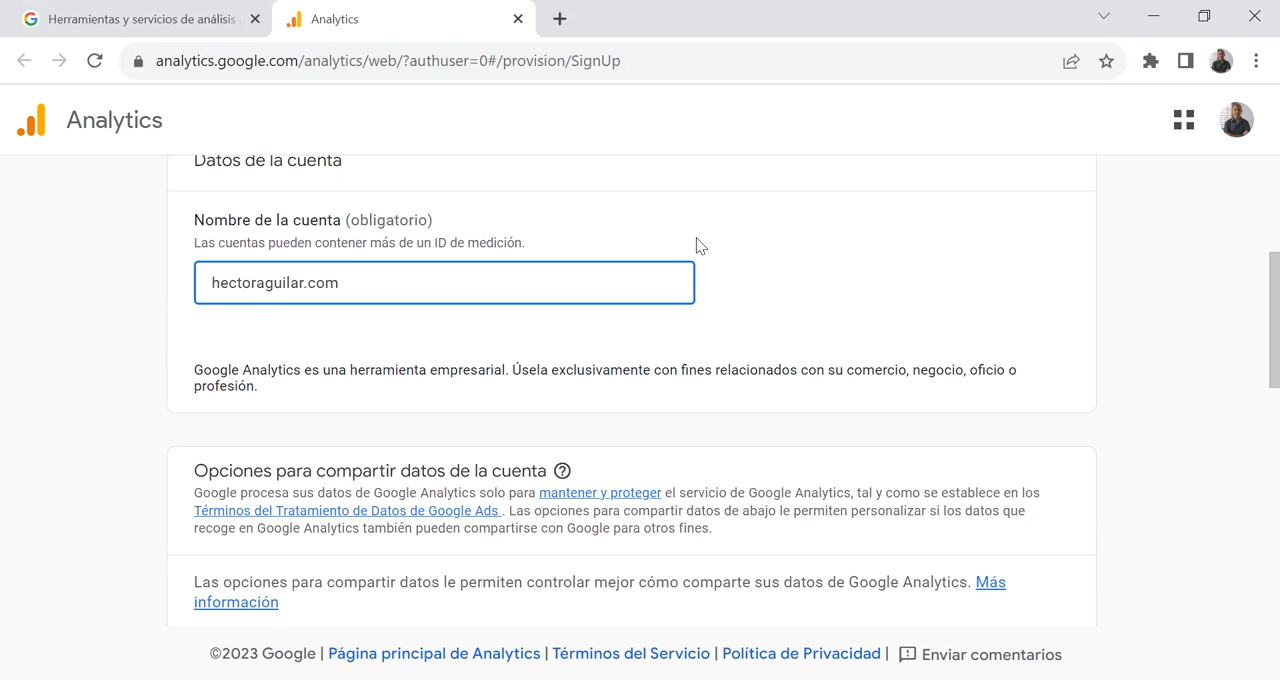 Herramientas y servicios de análisis
Analytics
analytics.google.com/analytics/web/?authuser=0#/provision/SignUp
Analytics
Datos de la cuenta
Nombre de la cuenta (obligatorio)
Las cuentas pueden contener más de un ID de medición.
hectoraguilar.com
Google Analytics es una herramienta empresarial. Úsela exclusivamente con fines relacionados con su comercio, negocio, oficio o
profesión.
Opciones para compartir datos de la cuenta
Google procesa sus datos de Google Analytics solo para mantener y proteger el servicio de Google Analytics, tal y como se establece en los
Términos del Tratamiento de Datos de Google Ads . Las opciones para compartir datos de abajo le permiten personalizar si los datos que
recoge en Google Analytics también pueden compartirse con Google para otros fines.
Las opciones para compartir datos le permiten controlar mejor cómo comparte sus datos de Google Analytics. Más
información
©2023 Google | Página principal de Analytics | Términos del Servicio | Política de Privacidad | Enviar comentarios